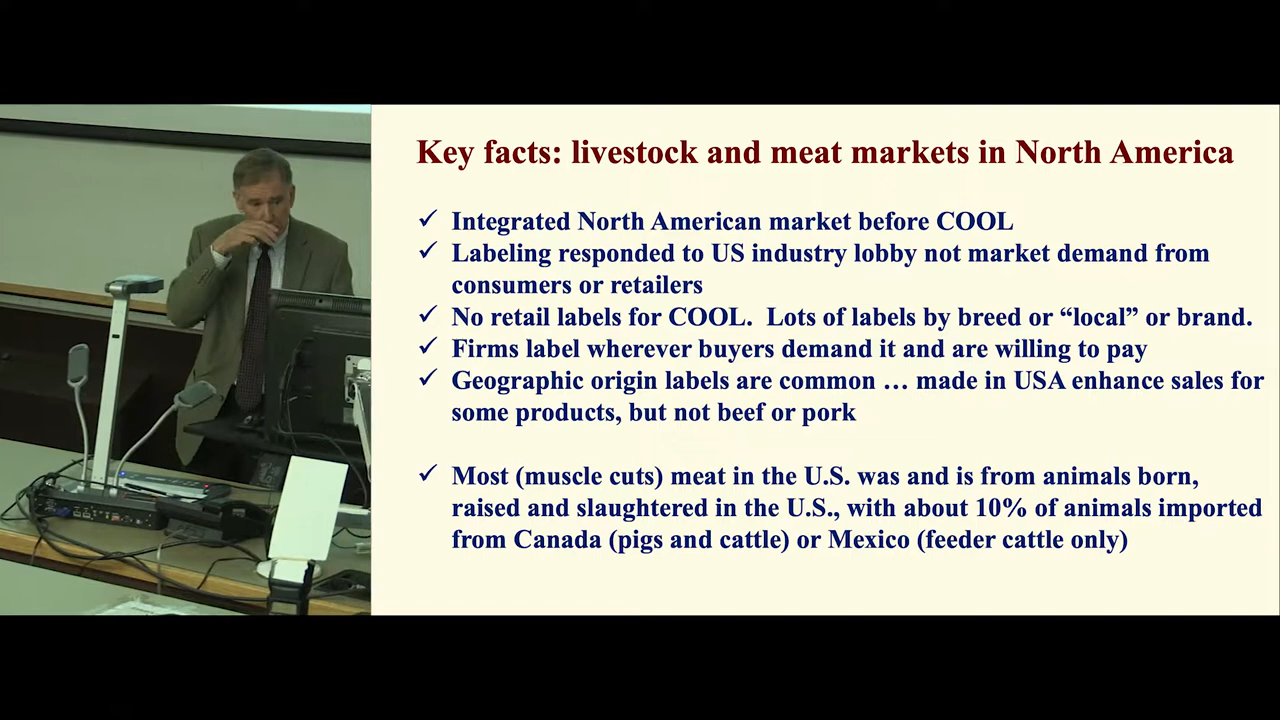 Key facts: livestock and meat markets in North America
✓ Integrated North American market before COOL
✓ Labeling responded to US industry lobby not market demand from
consumers or retailers
✓ No retail labels for COOL.  Lots of labels by breed or “local” or brand.
✓ Firms label wherever buyers demand it and are willing to pay
✓ Geographic origin labels are common … made in USA enhance sales for
some products, but not beef or pork
✓ Most (muscle cuts) meat in the U.S. was and is from animals born,
raised and slaughtered in the U.S., with about 10% of animals imported
from Canada (pigs and cattle) or Mexico (feeder cattle only)